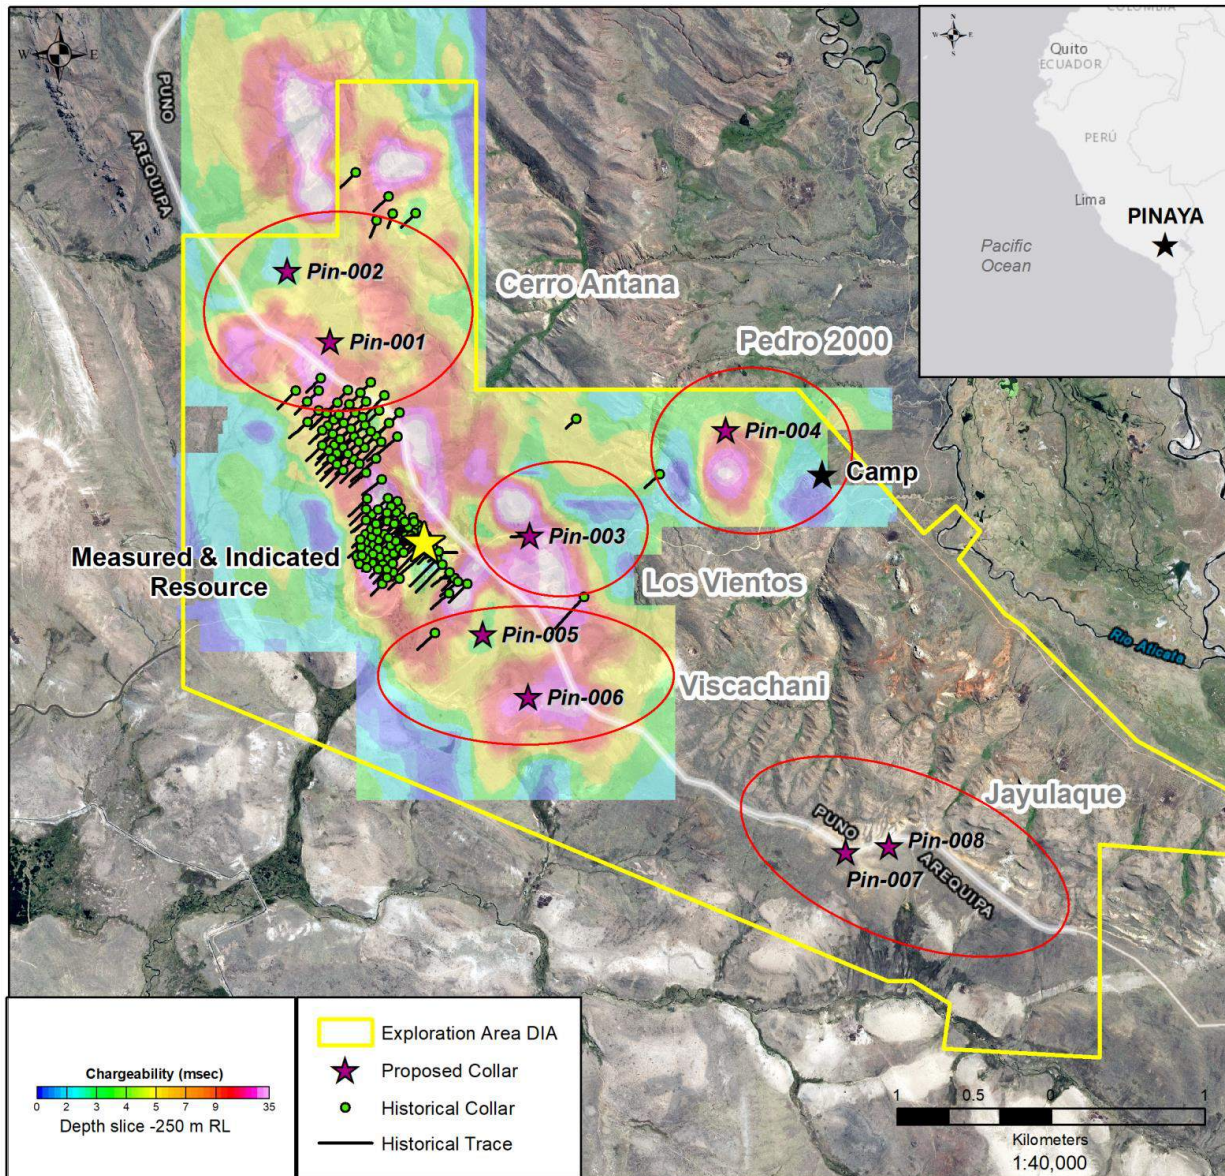 N
W
E
S
PUNO
AREQUIPA
N
W
E
S
COLOMBIA
Quito
ECUADOR
PERÚ
Lima
PINAYA
Pacific
Ocean
Pin-002
Cerro Antana
Pin-001
Pedro 2000
Pin-004
Camp
Pin-003
Measured & Indicated
Resource
Los Vientos
Pin-005
Rio Aticata
Viscachani
Pin-006
Jayulaque
PUNO
Pin-008
Pin-007
AREQUIPA
Chargeability (msec)
0 2 3 4 5 7 9 35
Depth slice -250 m RL
Exploration Area DIA
Proposed Collar
Historical Collar
Historical Trace
1 0.5 0 1
Kilometers
1:40,000